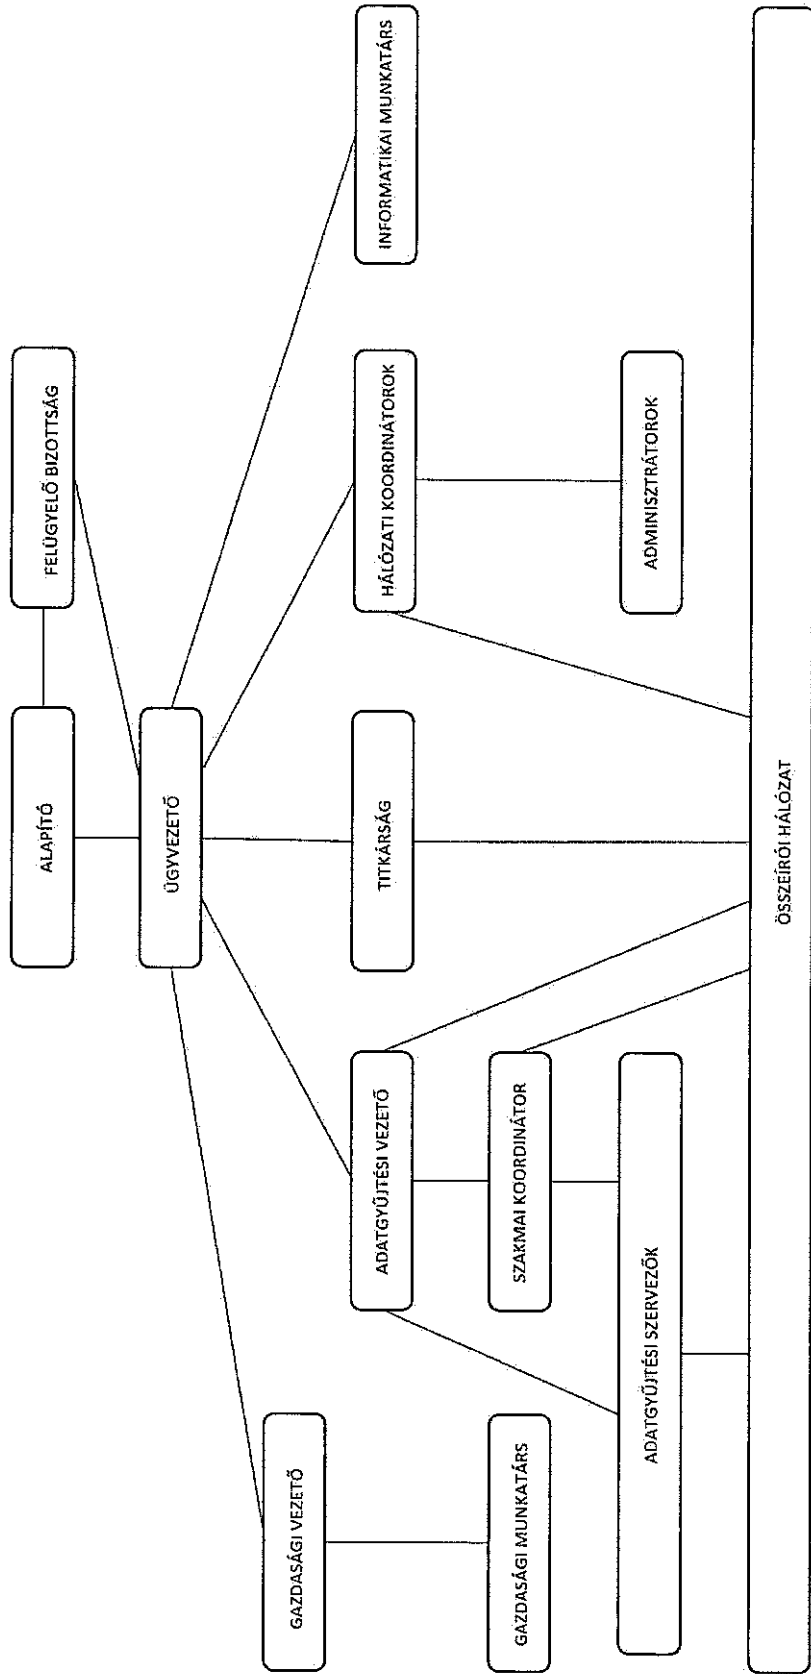 ALAPÍTÓ
FELÜGYELŐ BIZOTTSÁG
ÜGYVEZETŐ
GAZDASÁGI VEZETŐ
ADATGYŰJTÉSI VEZETŐ
TITKÁRSÁG
HÁLÓZATI KOORDINÁTOROK
INFORMATIKAI MUNKATÁRS
GAZDASÁGI MUNKATÁRS
SZAKMAI KOORDINÁTOR
ADATGYŰJTÉSI SZERVEZŐK
ADMINISZTRÁTOROK
ÖSSZEÍRÓI HÁLÓZAT